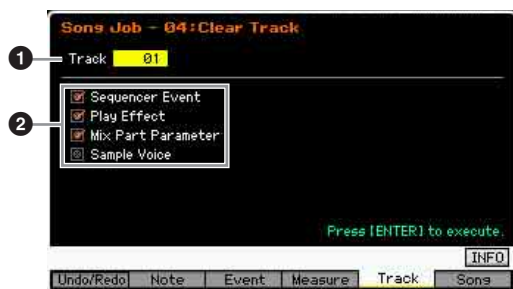 Song Job - 04:Clear Track
1 Track 01
2
Sequencer Event
Play Effect
Mix Part Parameter
Sample Voice
Press [ENTER] to execute.
INFO
Undo/Redo Note Event Measure Track Song